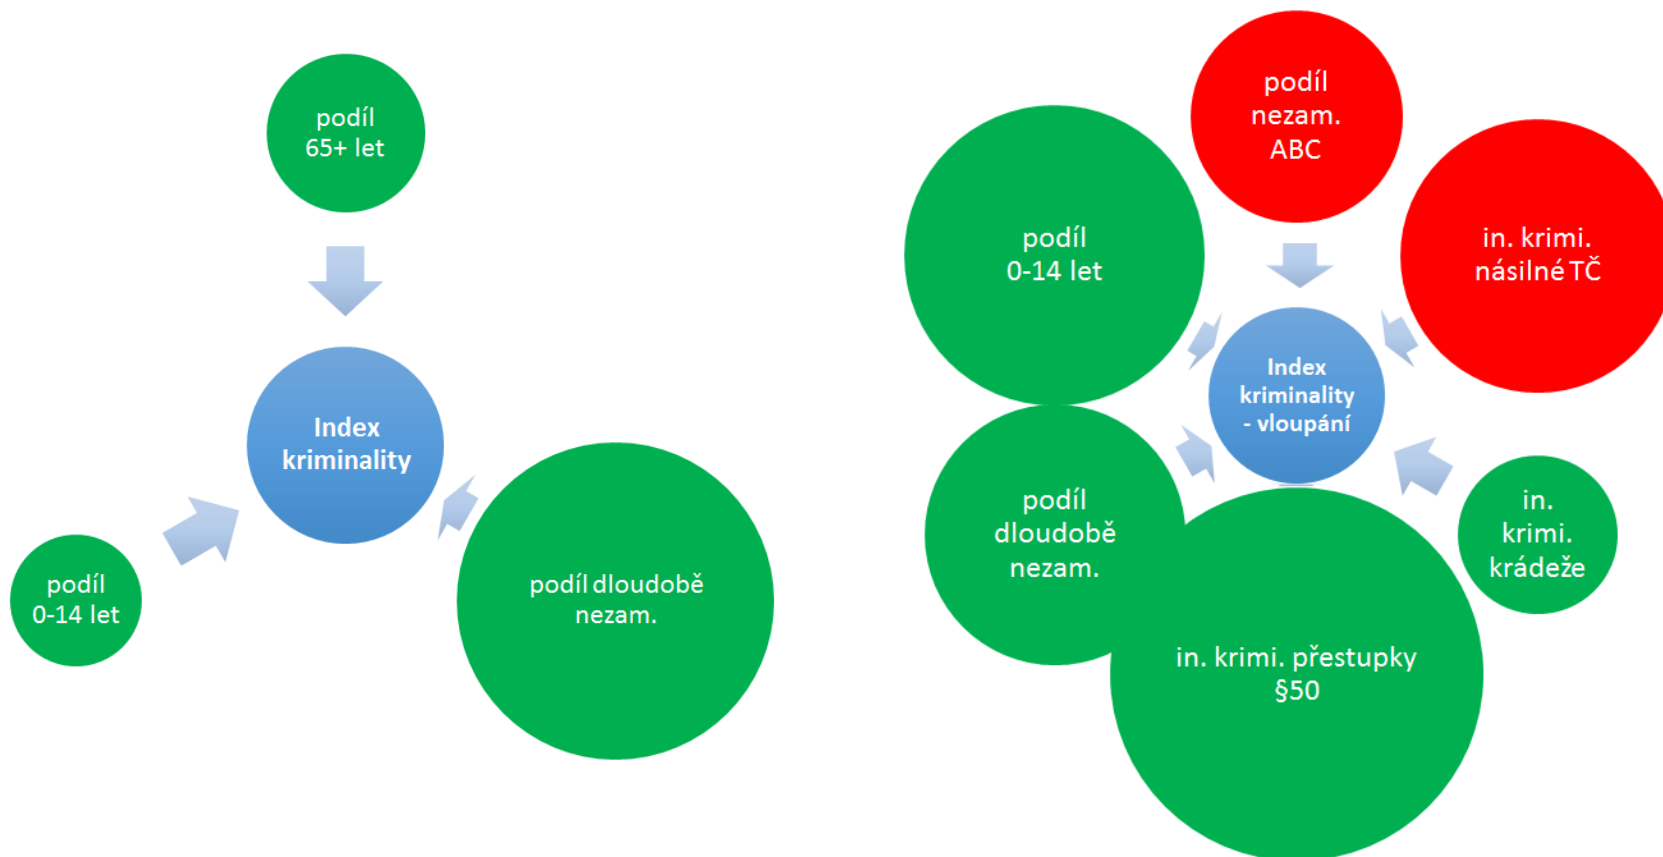 podíl
65+ let
Index
kriminality
podíl
0-14 let
podíl dloudobě
nezam.
podíl
nezam.
ABC
podíl
0-14 let
in. krimi.
násilné TČ
Index
kriminality
- vloupání
podíl
dloudobě
nezam.
in.
krimi.
krádeže
in. krimi. přestupky
§50